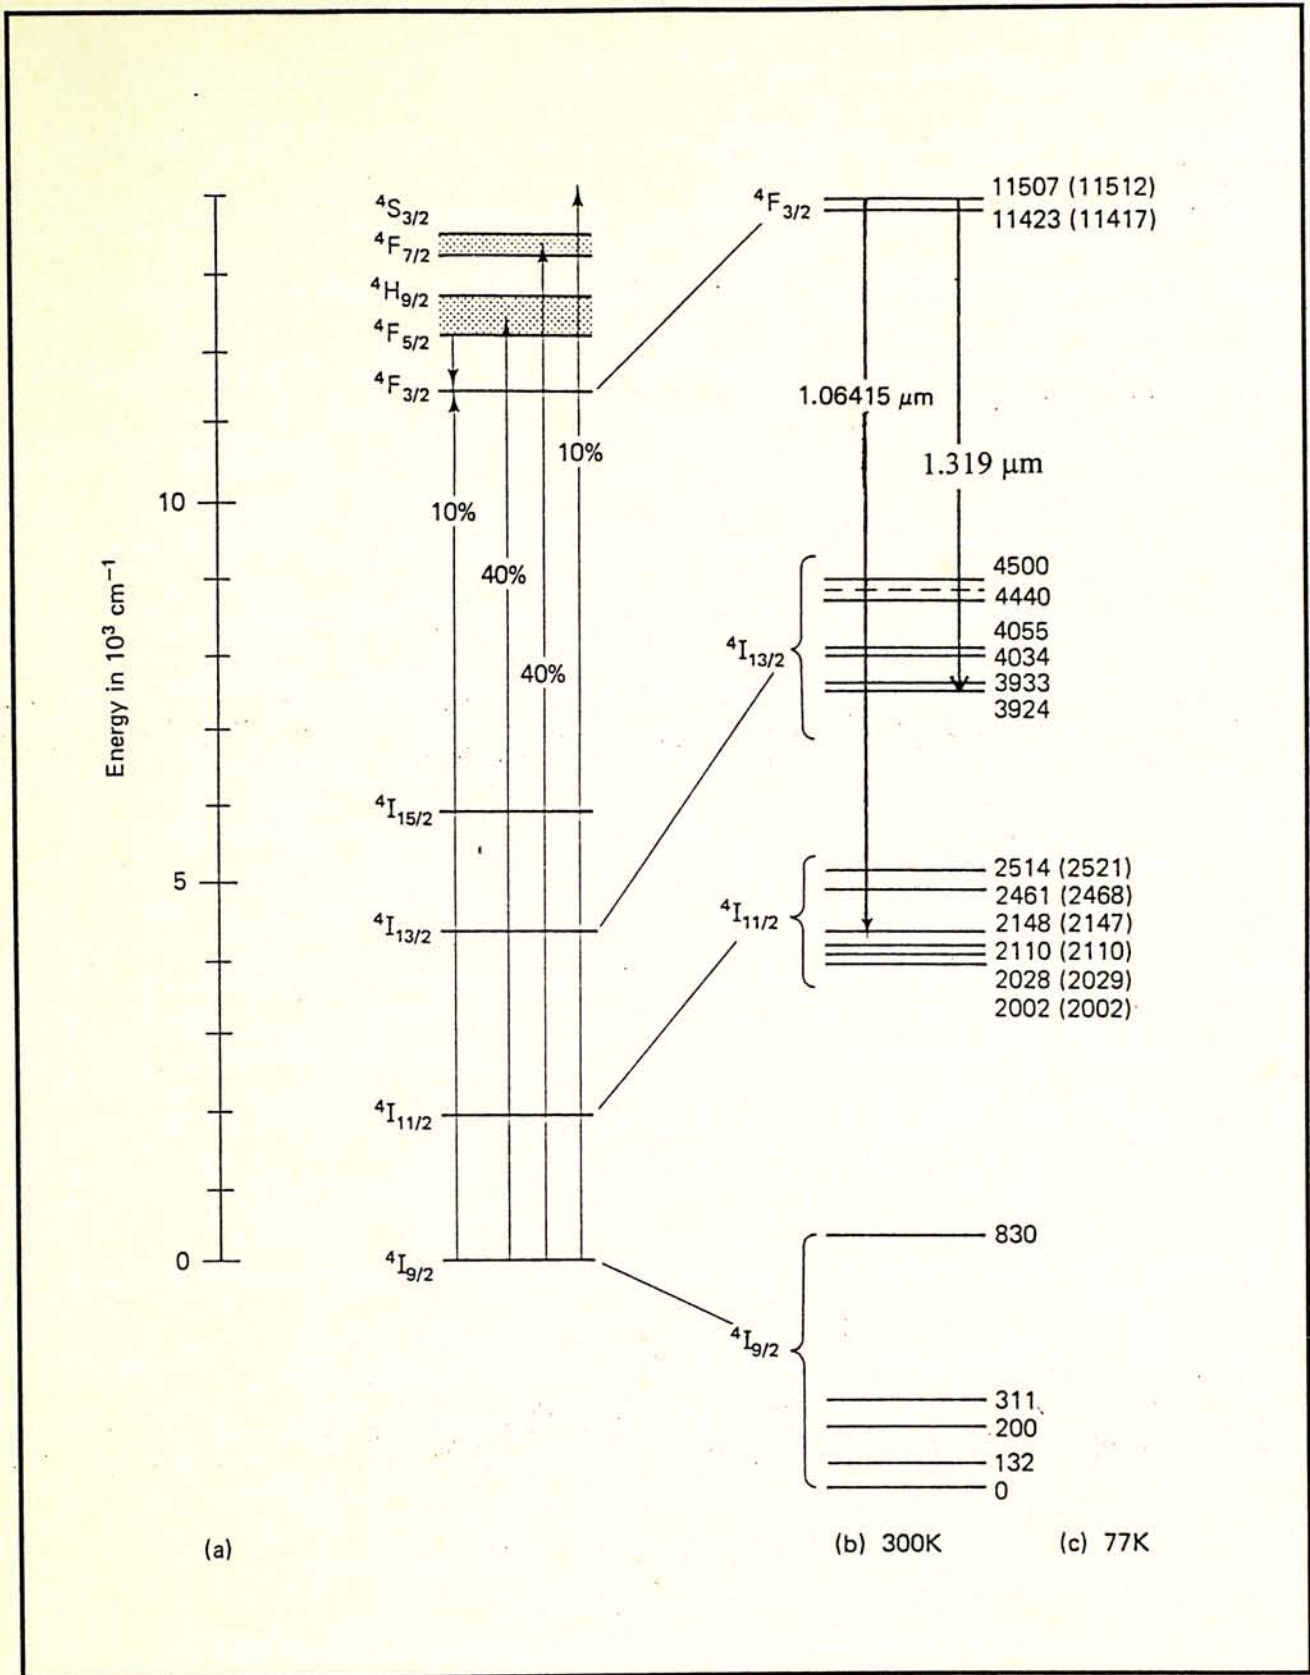 ⁴S₃/₂
⁴F₇/₂
⁴H₉/₂
⁴F₅/₂
⁴F₃/₂
10%
40%
40%
10%
10
5
0
Energy in 10³ cm⁻¹
⁴I₁₅/₂
⁴I₁₃/₂
⁴I₁₁/₂
⁴I₉/₂
(a)
⁴F₃/₂
11507 (11512)
11423 (11417)
1.06415 μm
1.319 μm
⁴I₁₃/₂
4500
4440
4055
4034
3933
3924
⁴I₁₁/₂
2514 (2521)
2461 (2468)
2148 (2147)
2110 (2110)
2028 (2029)
2002 (2002)
⁴I₉/₂
830
311
200
132
0
(b) 300K
(c) 77K